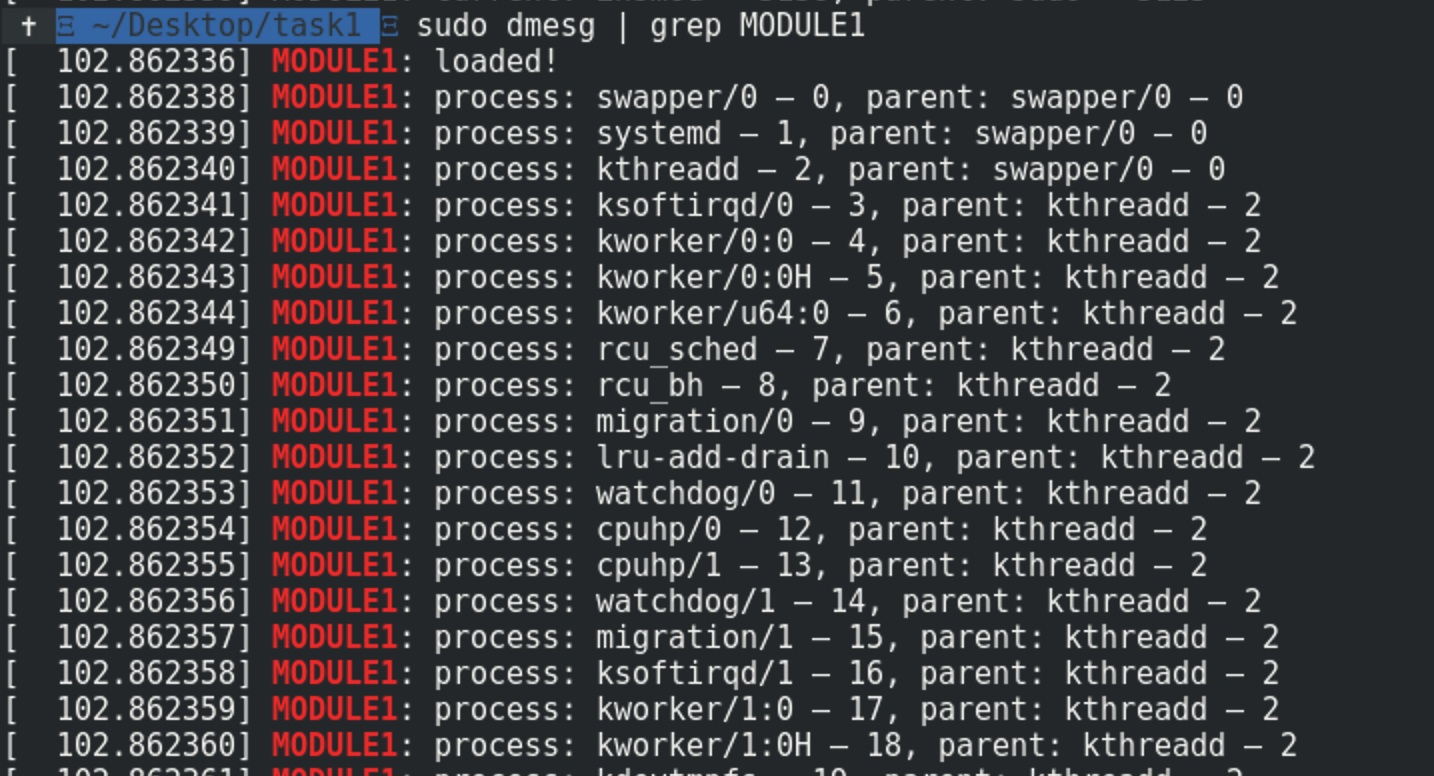 ✝ Ξ ~/Desktop/task1 Ξ sudo dmesg | grep MODULE1
[  102.862336] MODULE1: loaded!
[  102.862338] MODULE1: process: swapper/0 – 0, parent: swapper/0 – 0
[  102.862339] MODULE1: process: systemd – 1, parent: swapper/0 – 0
[  102.862340] MODULE1: process: kthreadd – 2, parent: swapper/0 – 0
[  102.862341] MODULE1: process: ksoftirqd/0 – 3, parent: kthreadd – 2
[  102.862342] MODULE1: process: kworker/0:0 – 4, parent: kthreadd – 2
[  102.862343] MODULE1: process: kworker/0:0H – 5, parent: kthreadd – 2
[  102.862344] MODULE1: process: kworker/u64:0 – 6, parent: kthreadd – 2
[  102.862349] MODULE1: process: rcu_sched – 7, parent: kthreadd – 2
[  102.862350] MODULE1: process: rcu_bh – 8, parent: kthreadd – 2
[  102.862351] MODULE1: process: migration/0 – 9, parent: kthreadd – 2
[  102.862352] MODULE1: process: lru-add-drain – 10, parent: kthreadd – 2
[  102.862353] MODULE1: process: watchdog/0 – 11, parent: kthreadd – 2
[  102.862354] MODULE1: process: cpuhp/0 – 12, parent: kthreadd – 2
[  102.862355] MODULE1: process: cpuhp/1 – 13, parent: kthreadd – 2
[  102.862356] MODULE1: process: watchdog/1 – 14, parent: kthreadd – 2
[  102.862357] MODULE1: process: migration/1 – 15, parent: kthreadd – 2
[  102.862358] MODULE1: process: ksoftirqd/1 – 16, parent: kthreadd – 2
[  102.862359] MODULE1: process: kworker/1:0 – 17, parent: kthreadd – 2
[  102.862360] MODULE1: process: kworker/1:0H – 18, parent: kthreadd – 2